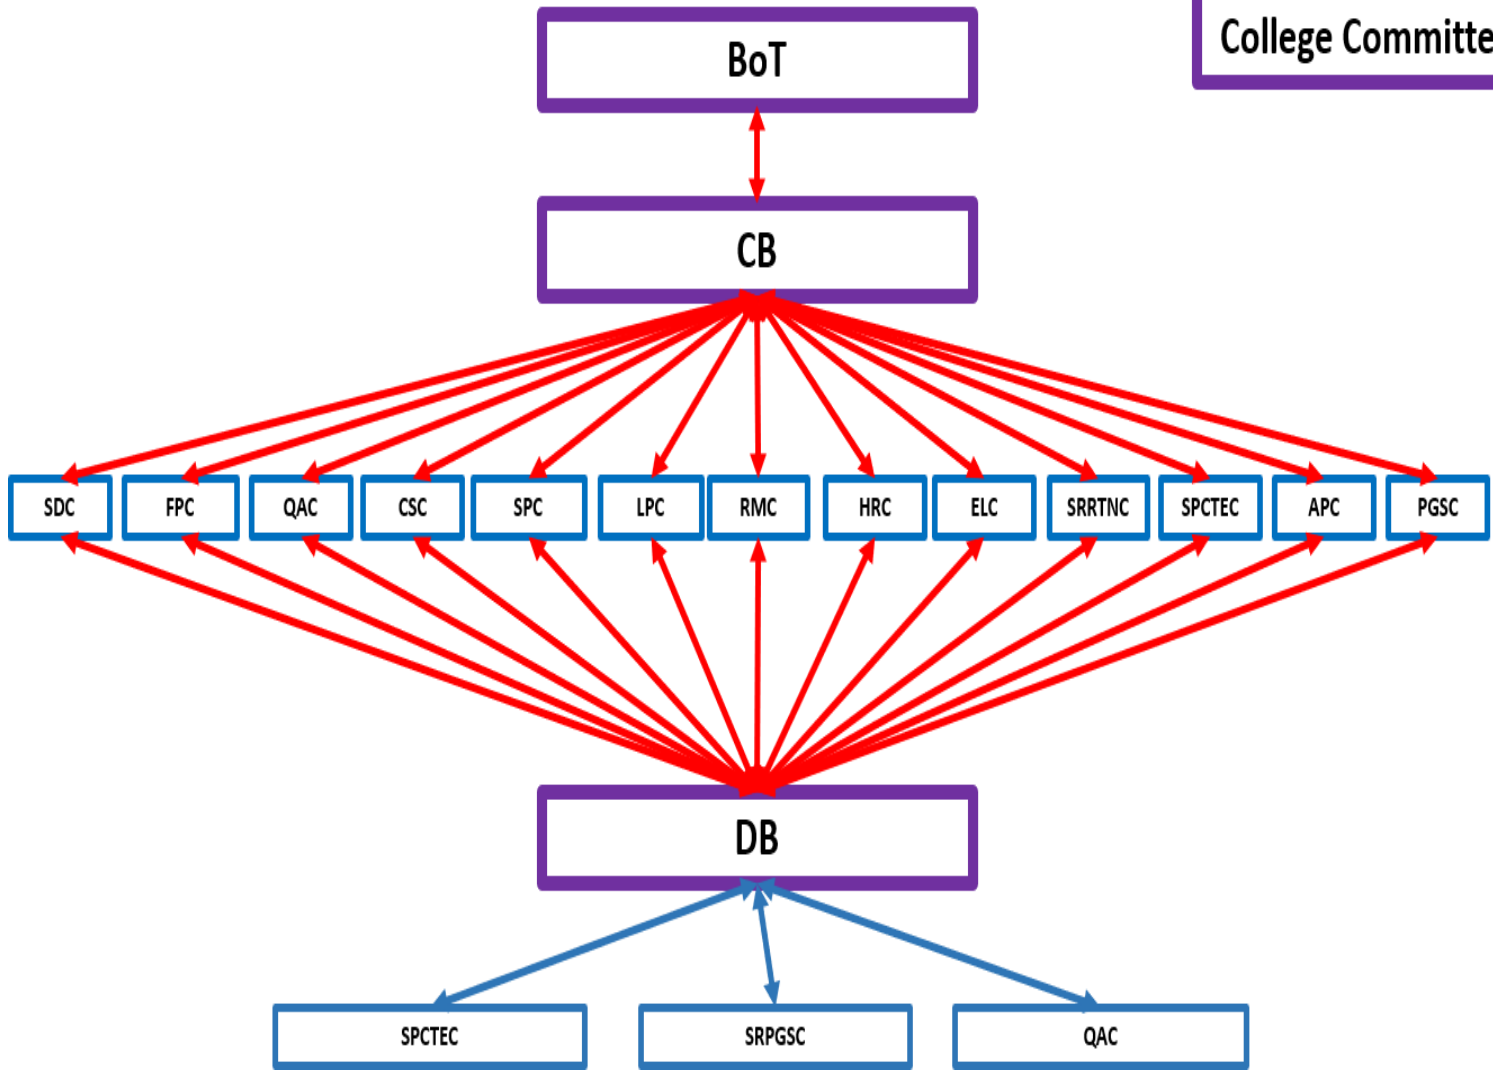 College Committe
BoT
CB
SDC FPC QAC CSC SPC LPC RMC HRC ELC SRRTNC SPCTEC APC PGSC
DB
SPCTEC SRPGSC QAC